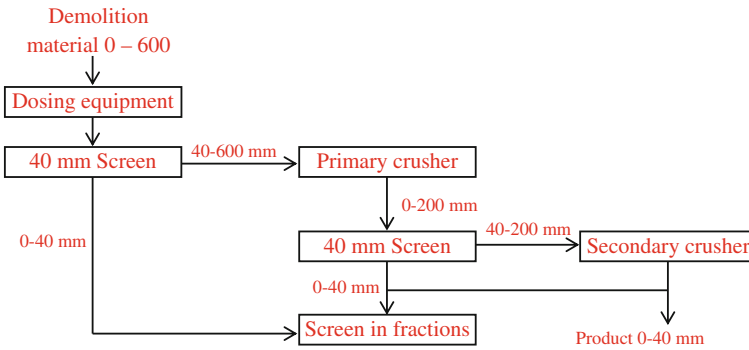 Demolition
material 0 – 600
Dosing equipment
40 mm Screen
40-600 mm
Primary crusher
0-200 mm
0-40 mm
40 mm Screen
40-200 mm
Secondary crusher
0-40 mm
Screen in fractions
Product 0-40 mm